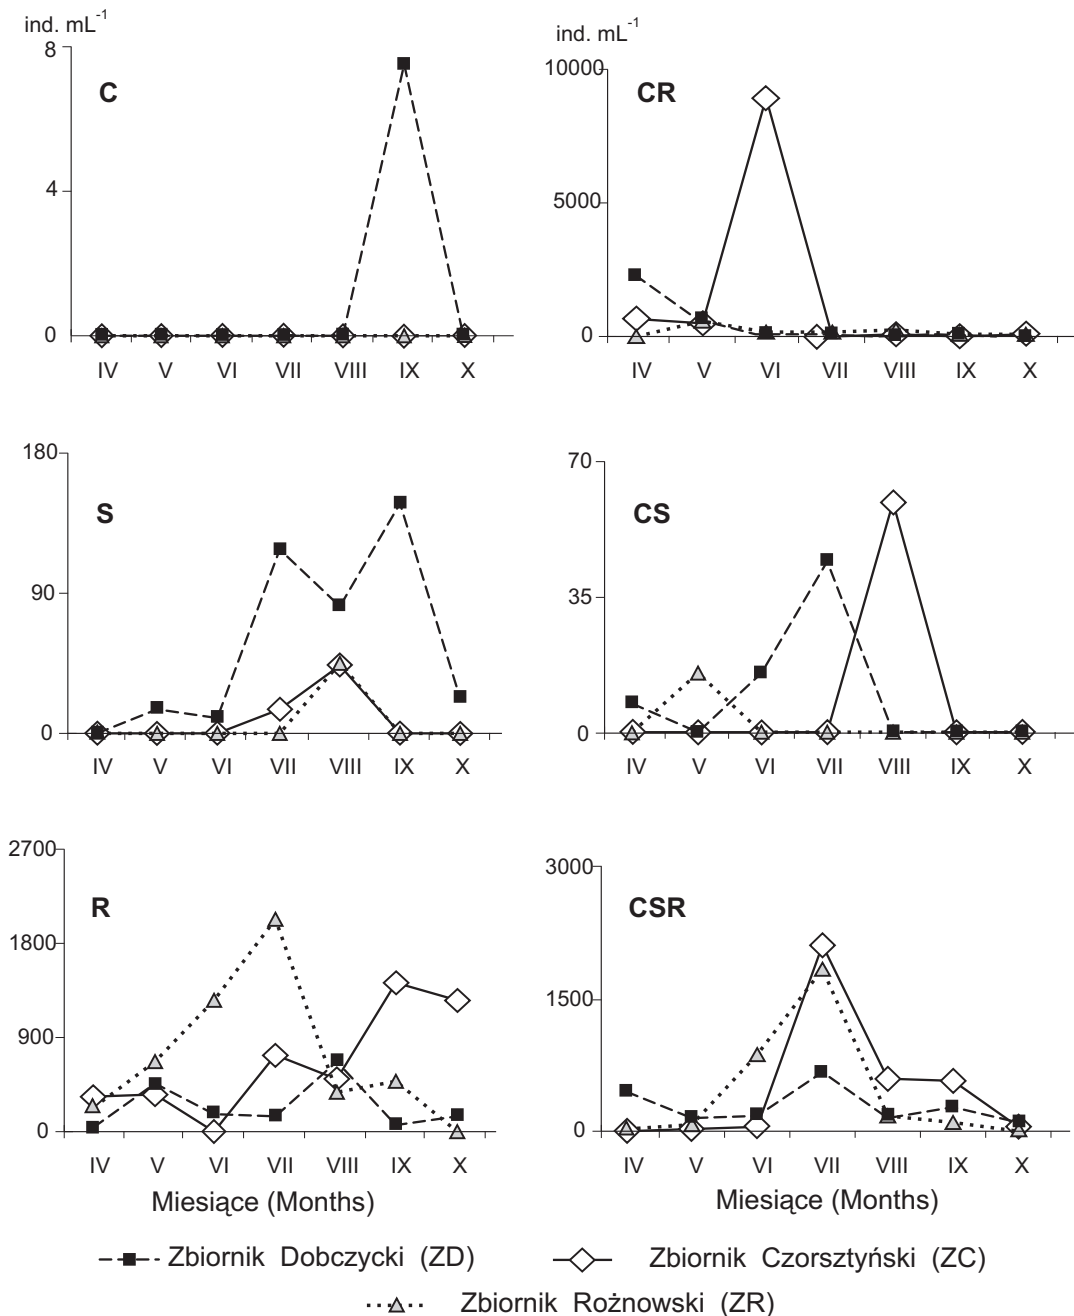 ind. mL-1
8
C
4
0
IV V VI VII VIII IX X
ind. mL-1
10000
CR
5000
0
IV V VI VII VIII IX X
180
S
90
0
IV V VI VII VIII IX X
70
CS
35
0
IV V VI VII VIII IX X
2700
R
1800
900
0
IV V VI VII VIII IX X
Miesiące (Months)
3000
CSR
1500
0
IV V VI VII VIII IX X
Miesiące (Months)
Zbiornik Dobczycki (ZD)
Zbiornik Czorsztyński (ZC)
Zbiornik Rożnowski (ZR)